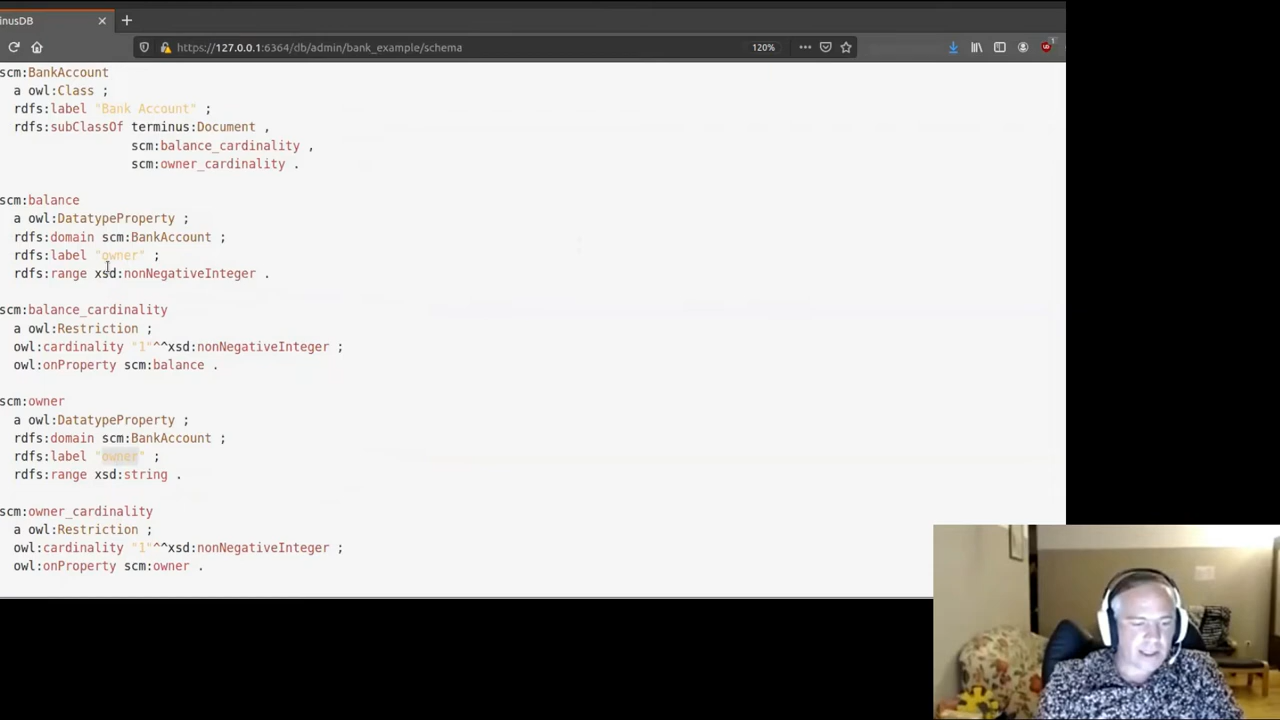 inusDB
https://127.0.0.1:6364/db/admin/bank_example/schema
120%
scm:BankAccount
a owl:Class ;
rdfs:label "Bank Account" ;
rdfs:subClassOf terminus:Document ,
scm:balance_cardinality ,
scm:owner_cardinality .
scm:balance
a owl:DatatypeProperty ;
rdfs:domain scm:BankAccount ;
rdfs:label "owner" ;
rdfs:range xsd:nonNegativeInteger .
scm:balance_cardinality
a owl:Restriction ;
owl:cardinality "1"^^xsd:nonNegativeInteger ;
owl:onProperty scm:balance .
scm:owner
a owl:DatatypeProperty ;
rdfs:domain scm:BankAccount ;
rdfs:label "owner" ;
rdfs:range xsd:string .
scm:owner_cardinality
a owl:Restriction ;
owl:cardinality "1"^^xsd:nonNegativeInteger ;
owl:onProperty scm:owner .